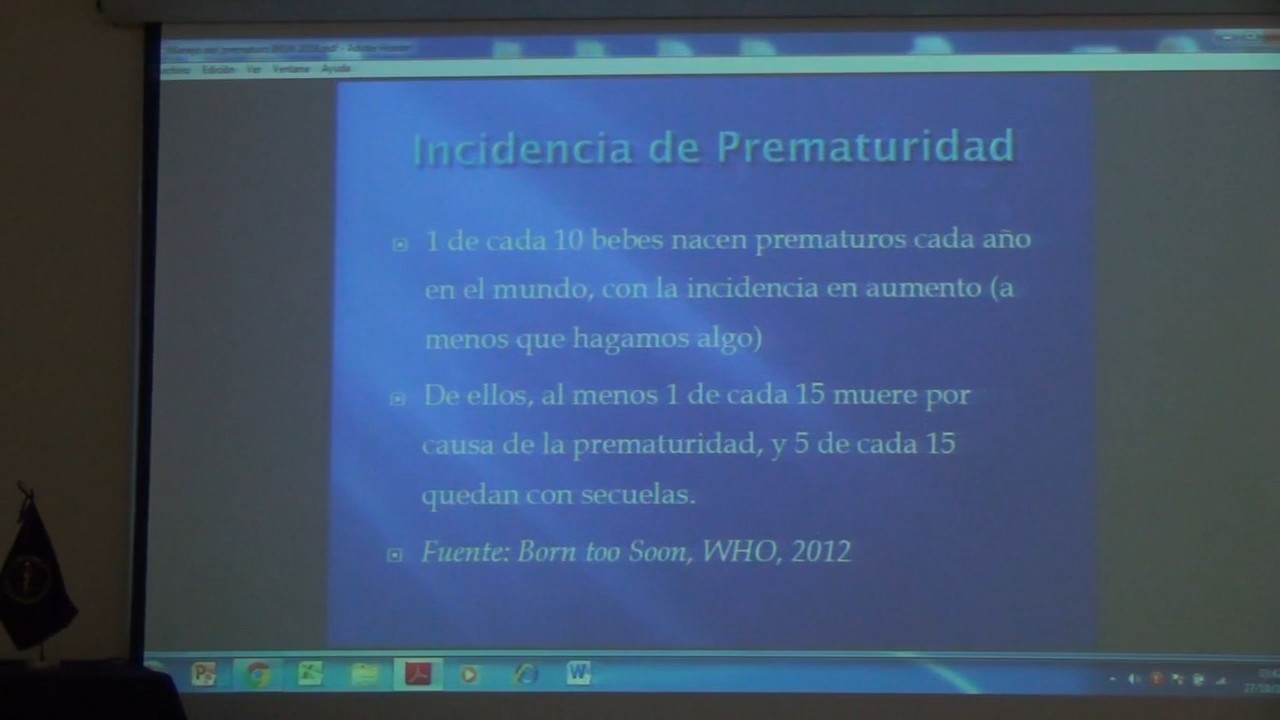 Edición Ver Ventana Ayuda
Incidencia de Prematuridad
1 de cada 10 bebes nacen prematuros cada año
en el mundo, con la incidencia en aumento (a
menos que hagamos algo)
De ellos, al menos 1 de cada 15 muere por
causa de la prematuridad, y 5 de cada 15
quedan con secuelas.
Fuente: Born too Soon, WHO, 2012